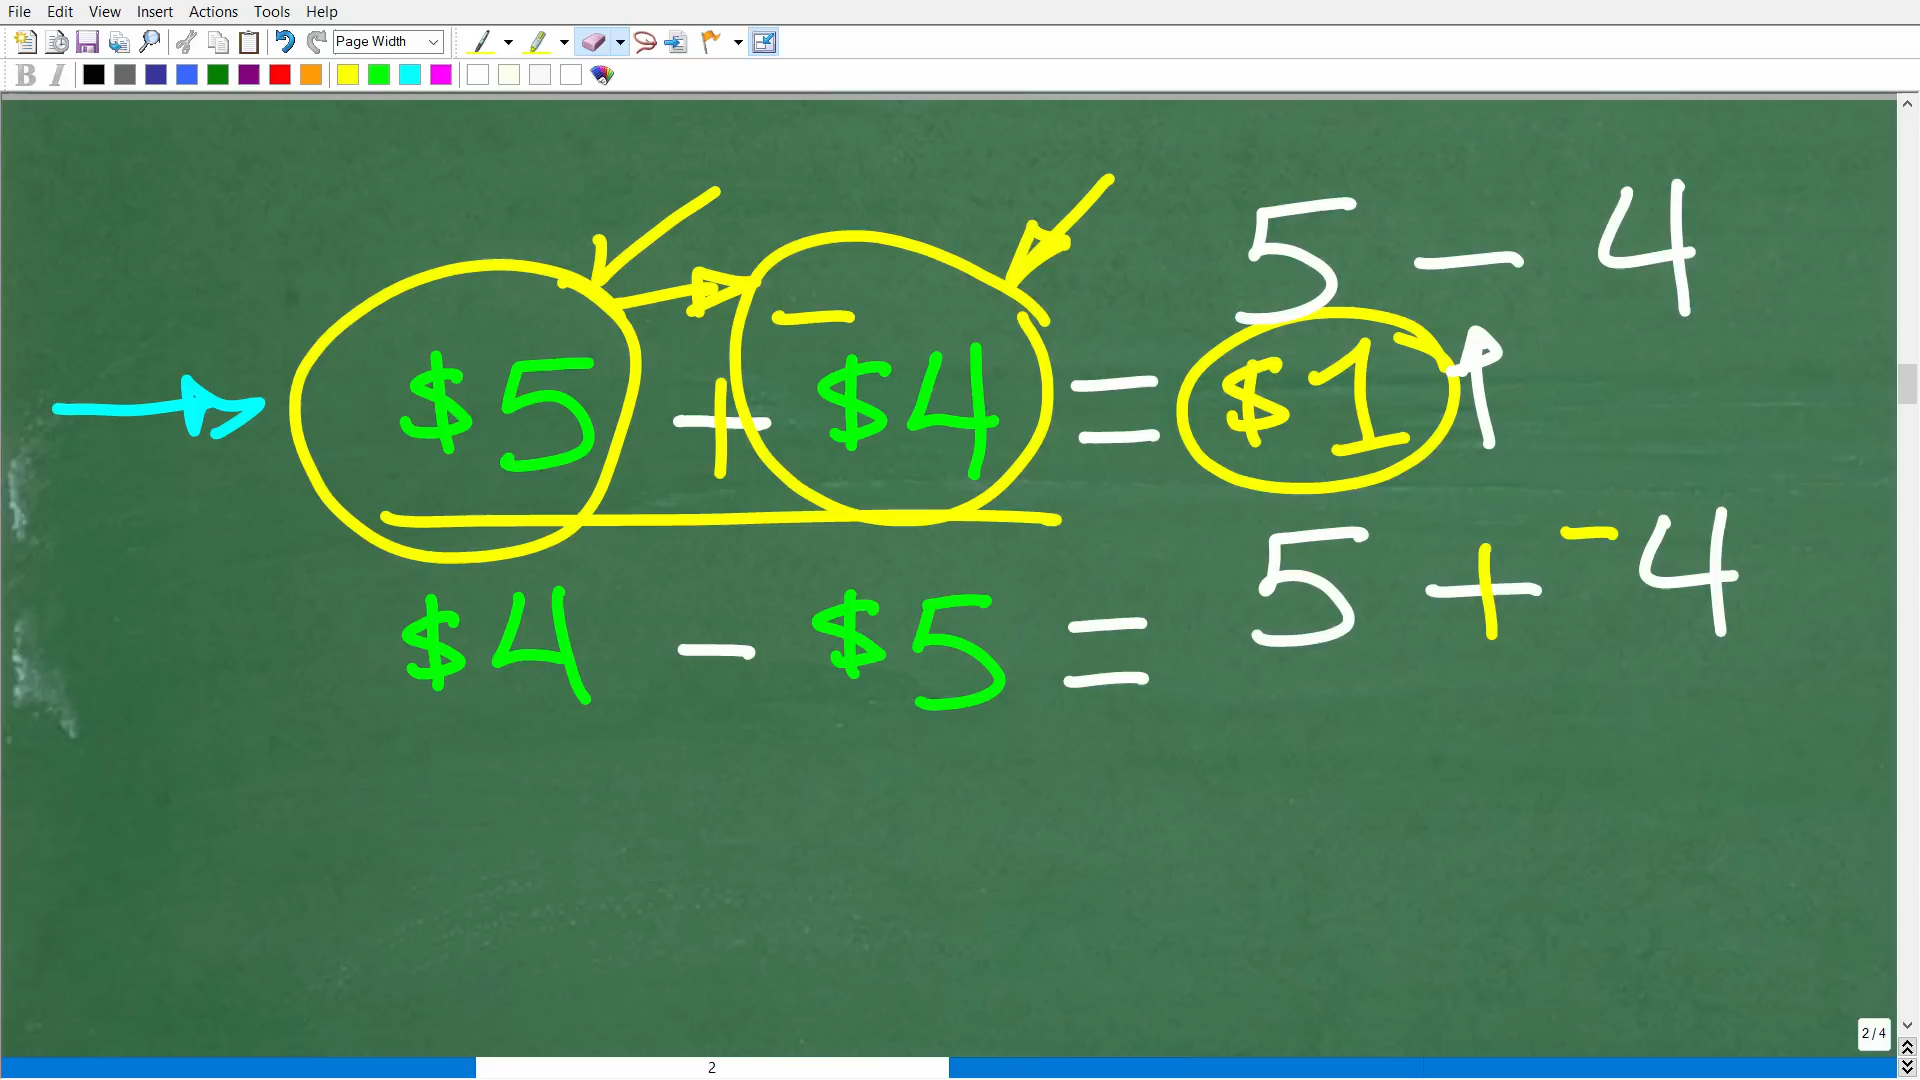 File Edit View Insert Actions Tools Help
Page Width
B I
5 - 4
$5 + -$4 = $1
5 + -4
$4 - $5 =
2 / 4
2